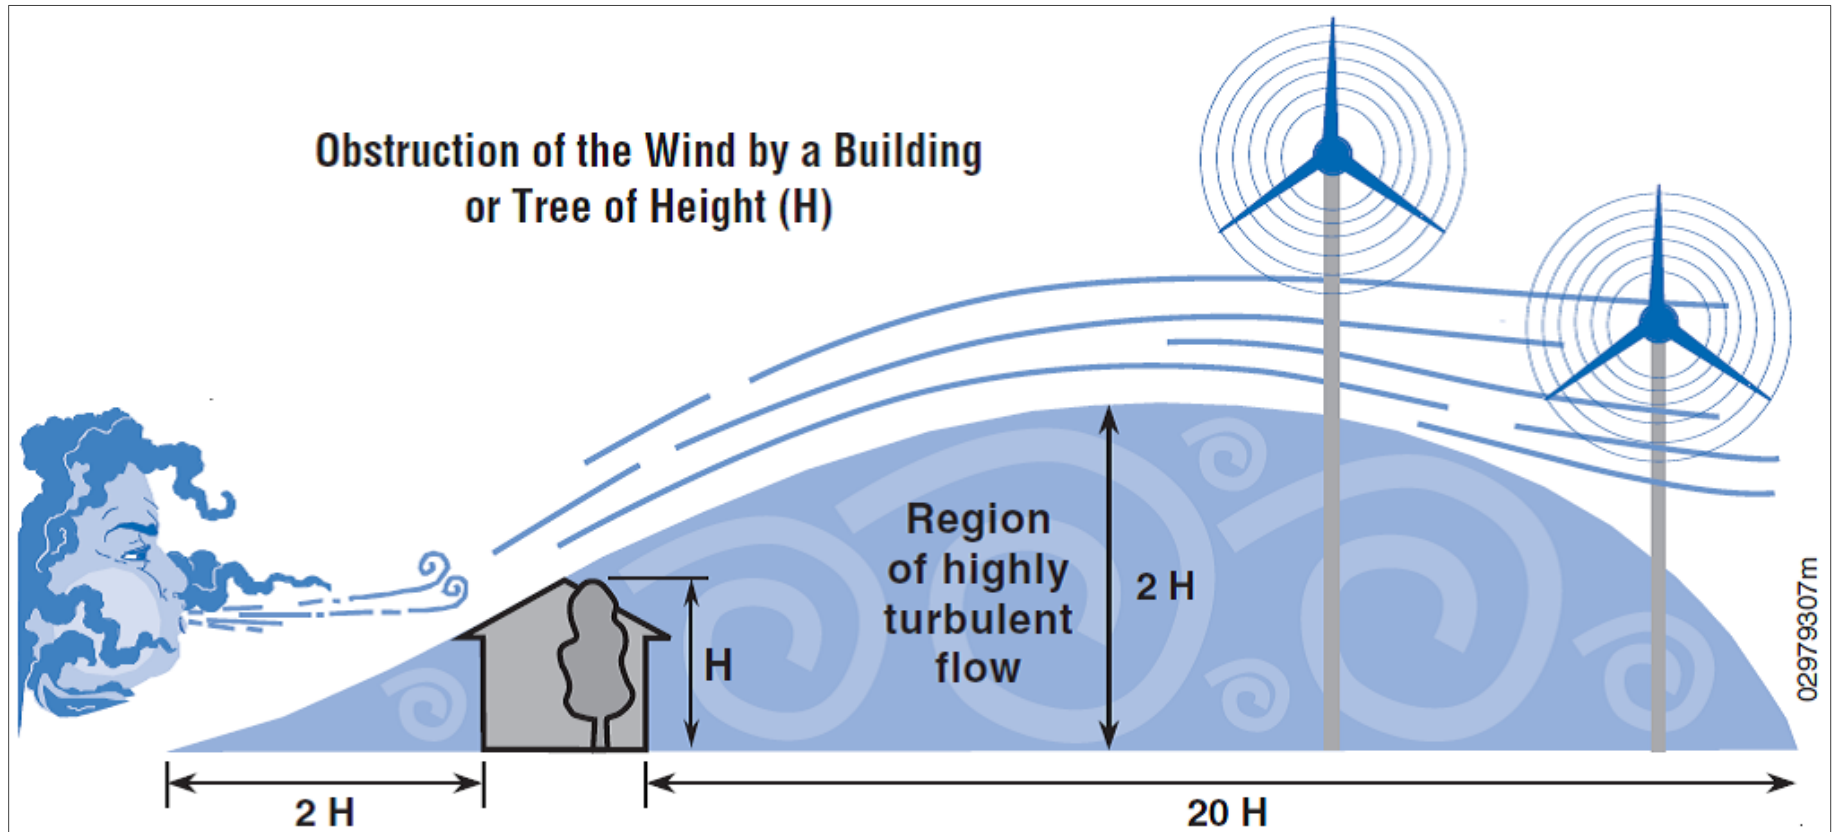 Obstruction of the Wind by a Building
or Tree of Height (H)
Region
of highly
turbulent
flow
2 H
H
02979307m
2 H
20 H